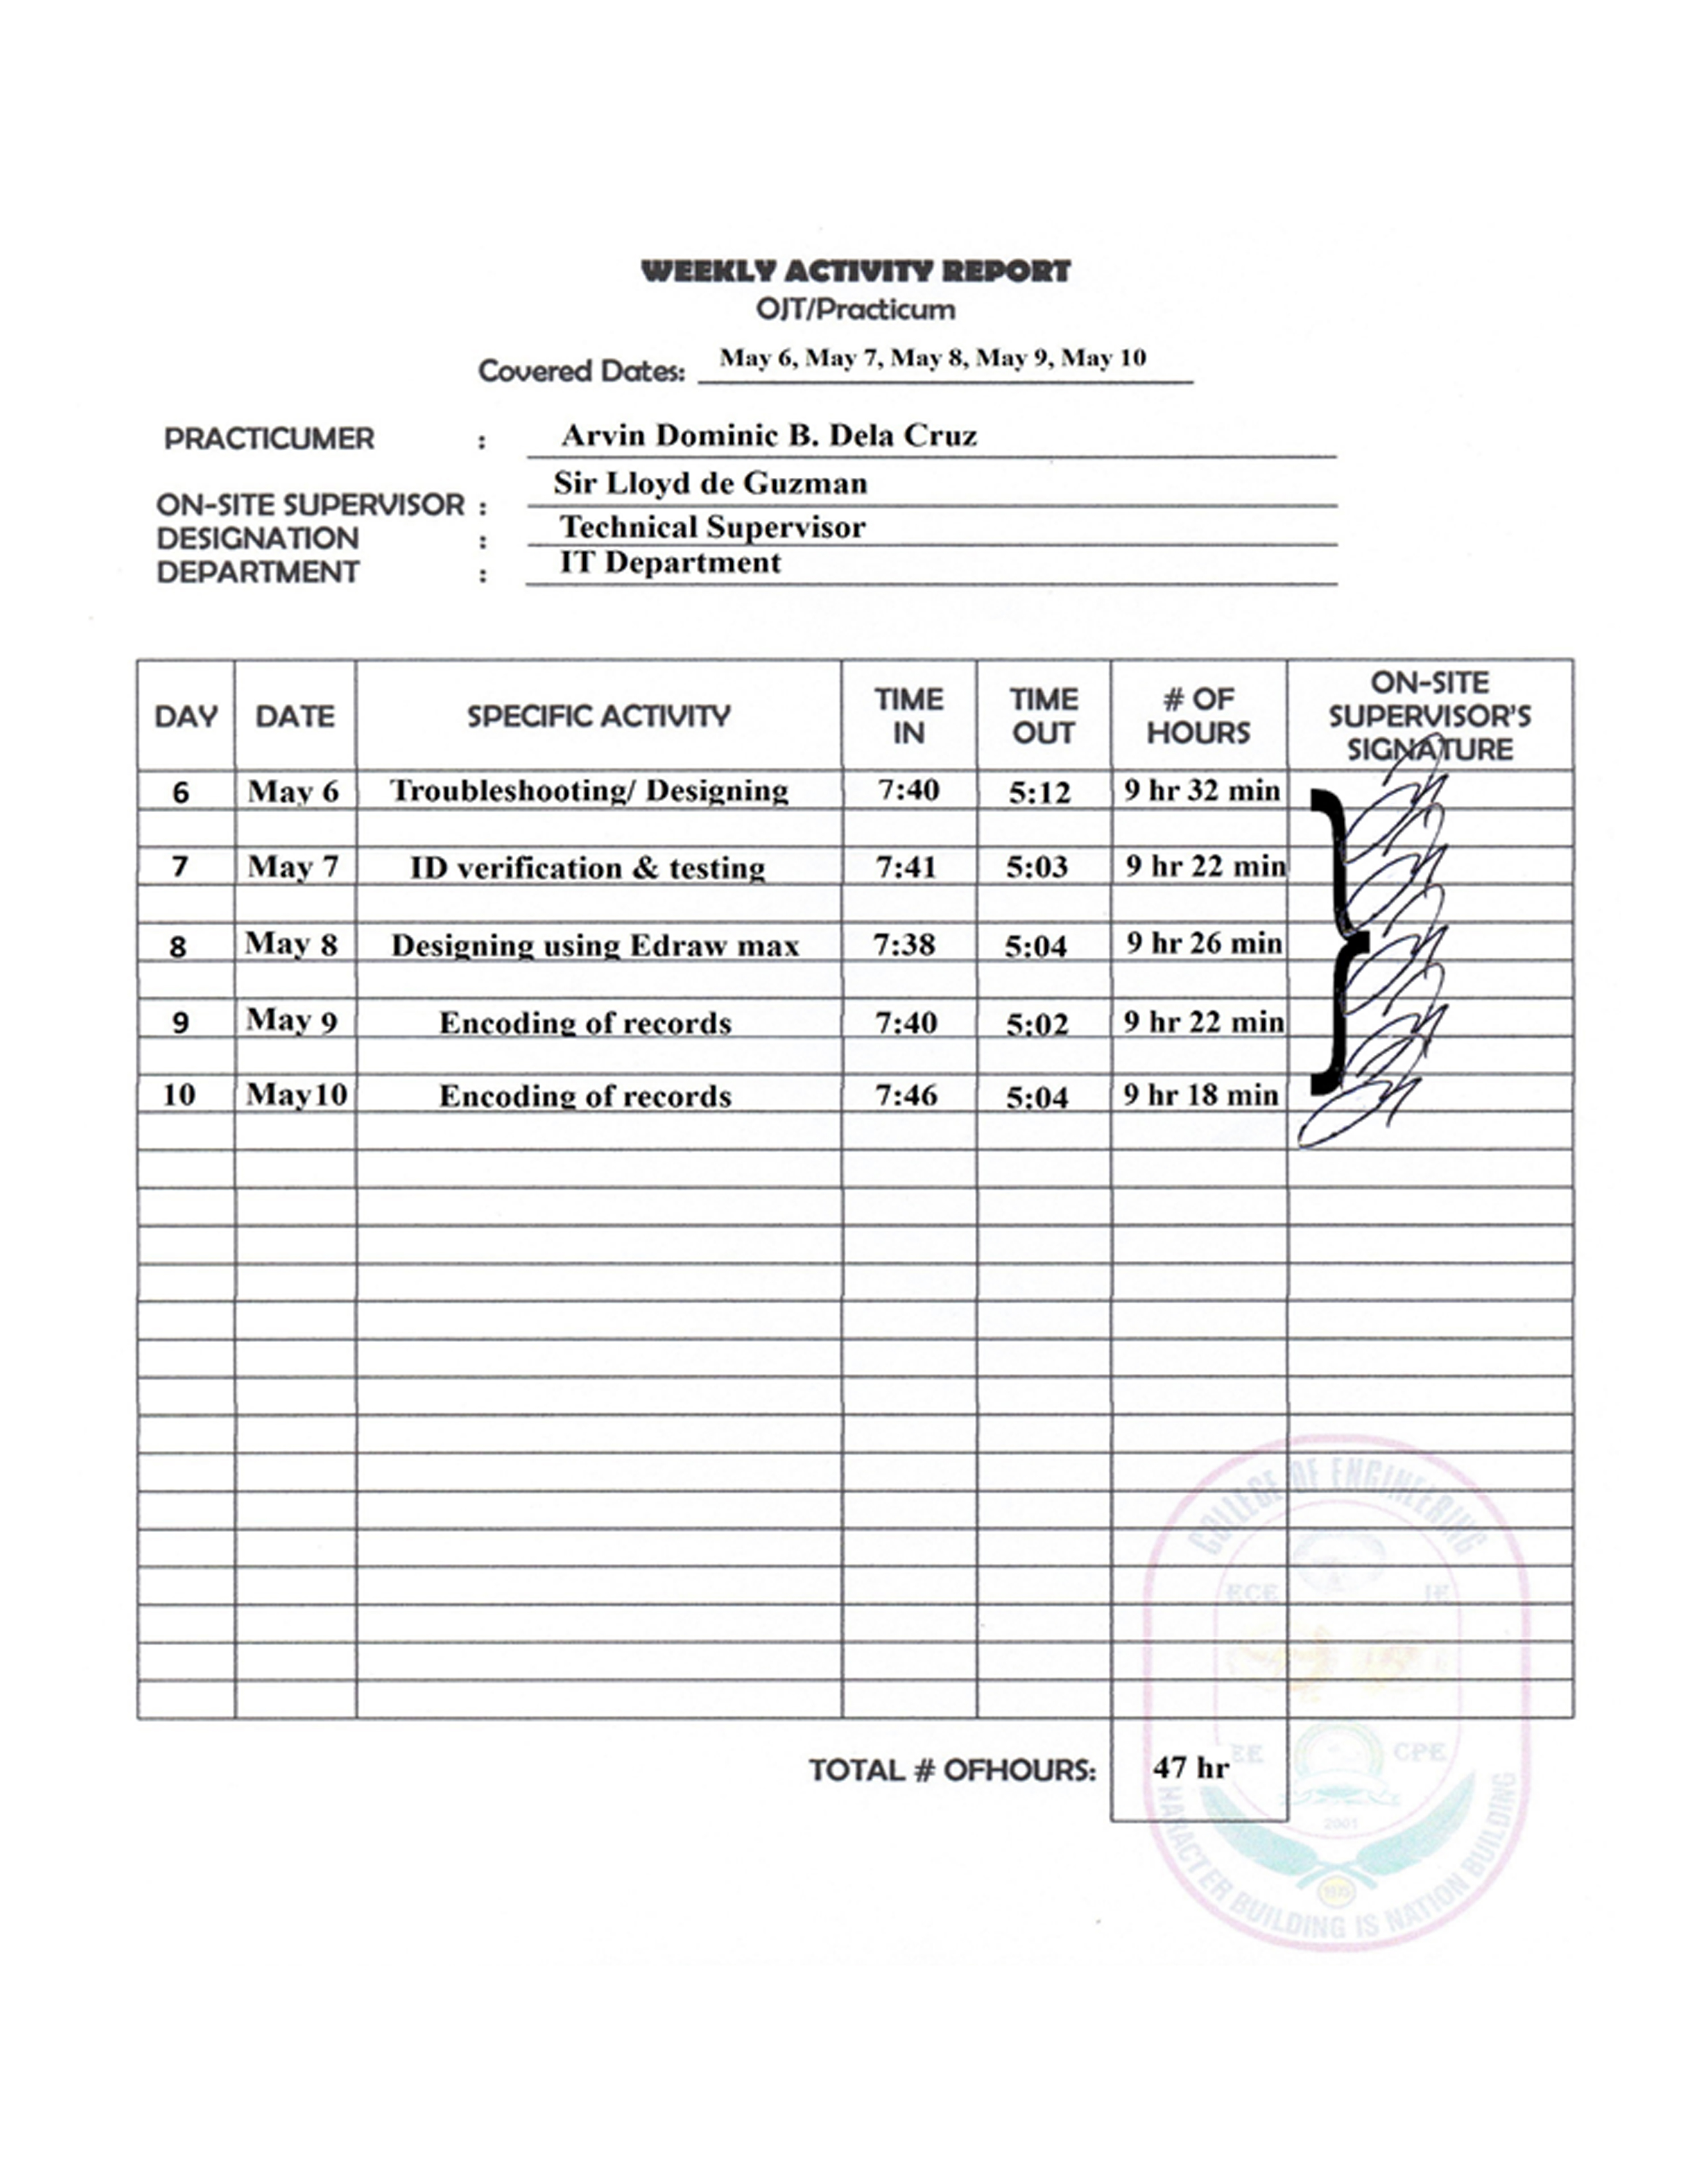 WEEKLY ACTIVITY REPORT
OJT/Practicum
Covered Dates: May 6, May 7, May 8, May 9, May 10
PRACTICUMER : Arvin Dominic B. Dela Cruz
ON-SITE SUPERVISOR : Sir Lloyd de Guzman
DESIGNATION : Technical Supervisor
DEPARTMENT : IT Department
DAY DATE SPECIFIC ACTIVITY TIME IN TIME OUT # OF HOURS ON-SITE SUPERVISOR'S SIGNATURE
6 May 6 Troubleshooting/ Designing 7:40 5:12 9 hr 32 min
7 May 7 ID verification & testing 7:41 5:03 9 hr 22 min
8 May 8 Designing using Edraw max 7:38 5:04 9 hr 26 min
9 May 9 Encoding of records 7:40 5:02 9 hr 22 min
10 May10 Encoding of records 7:46 5:04 9 hr 18 min
TOTAL # OFHOURS: 47 hr
COLLEGE OF ENGINEERING
ECE IE
EE CPE
2001
HARACTER BUILDING IS NATION BUILDING